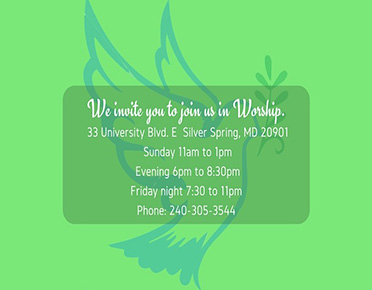 We invite you to join us in Worship.
33 University Blvd. E Silver Spring, MD 20901
Sunday 11am to 1pm
Evening 6pm to 8:30pm
Friday night 7:30 to 11pm
Phone: 240-305-3544